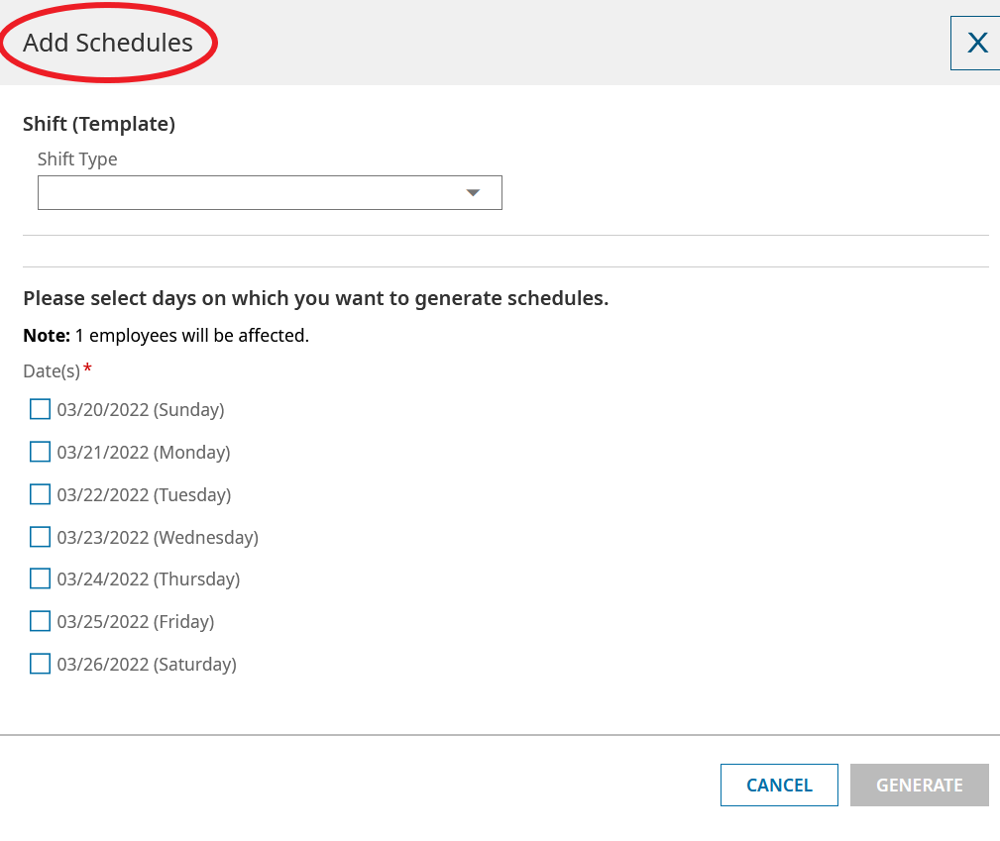 Add Schedules
X
Shift (Template)
Shift Type
Please select days on which you want to generate schedules.
Note: 1 employees will be affected.
Date(s) *
03/20/2022 (Sunday)
03/21/2022 (Monday)
03/22/2022 (Tuesday)
03/23/2022 (Wednesday)
03/24/2022 (Thursday)
03/25/2022 (Friday)
03/26/2022 (Saturday)
CANCEL GENERATE